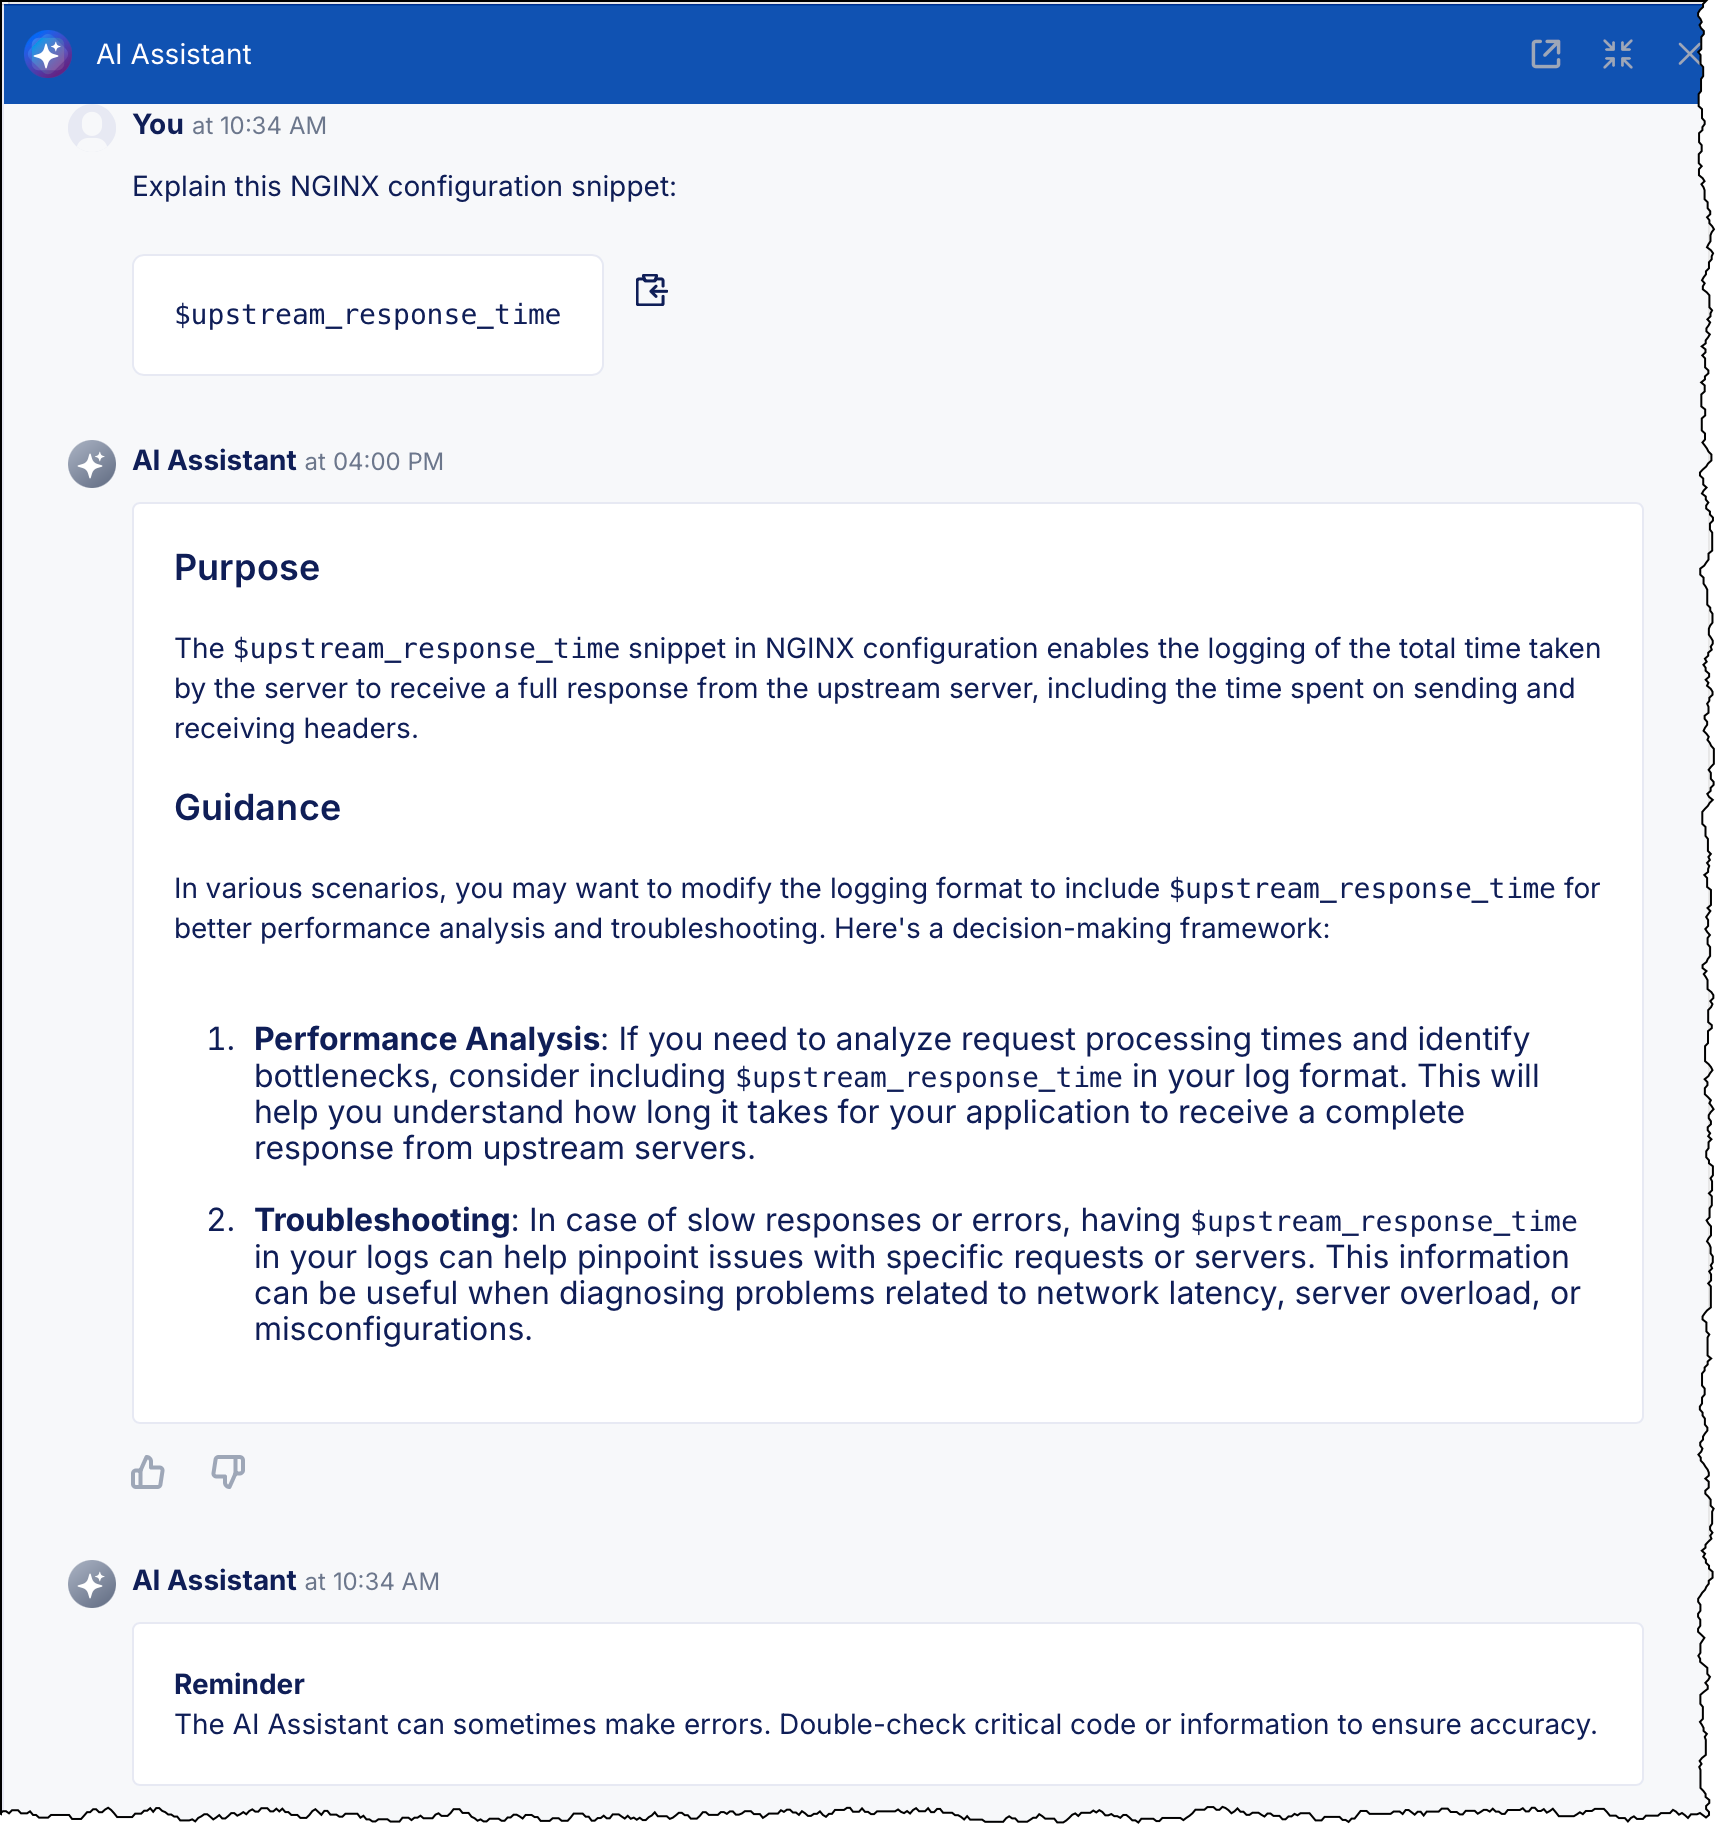 AI Assistant
You at 10:34 AM
Explain this NGINX configuration snippet:
$upstream_response_time
AI Assistant at 04:00 PM
Purpose
The $upstream_response_time snippet in NGINX configuration enables the logging of the total time taken
by the server to receive a full response from the upstream server, including the time spent on sending and
receiving headers.
Guidance
In various scenarios, you may want to modify the logging format to include $upstream_response_time for
better performance analysis and troubleshooting. Here's a decision-making framework:
1. Performance Analysis: If you need to analyze request processing times and identify
bottlenecks, consider including $upstream_response_time in your log format. This will
help you understand how long it takes for your application to receive a complete
response from upstream servers.
2. Troubleshooting: In case of slow responses or errors, having $upstream_response_time
in your logs can help pinpoint issues with specific requests or servers. This information
can be useful when diagnosing problems related to network latency, server overload, or
misconfigurations.
AI Assistant at 10:34 AM
Reminder
The AI Assistant can sometimes make errors. Double-check critical code or information to ensure accuracy.